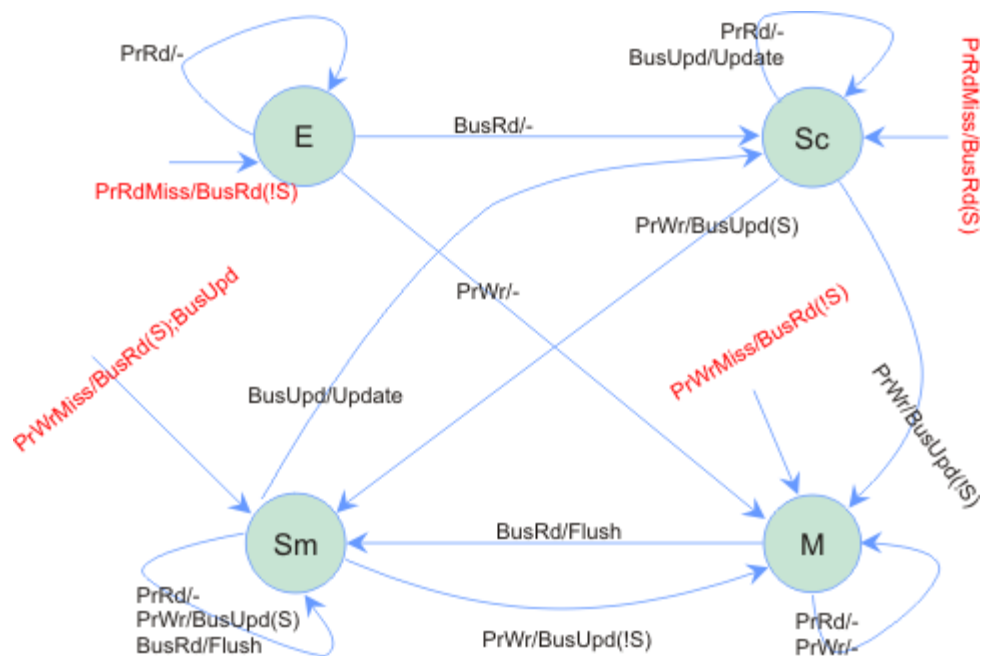 PrRd/-
PrRd/-
BusUpd/Update
E
BusRd/-
Sc
PrRdMiss/BusRd(S)
PrRdMiss/BusRd(!S)
PrWr/BusUpd(S)
PrWr/-
PrWrMiss/BusRd(S);BusUpd
PrWrMiss/BusRd(!S)
BusUpd/Update
PrWr/BusUpd(!S)
Sm
BusRd/Flush
M
PrRd/-
PrWr/BusUpd(S)
BusRd/Flush
PrWr/BusUpd(!S)
PrRd/-
PrWr/-